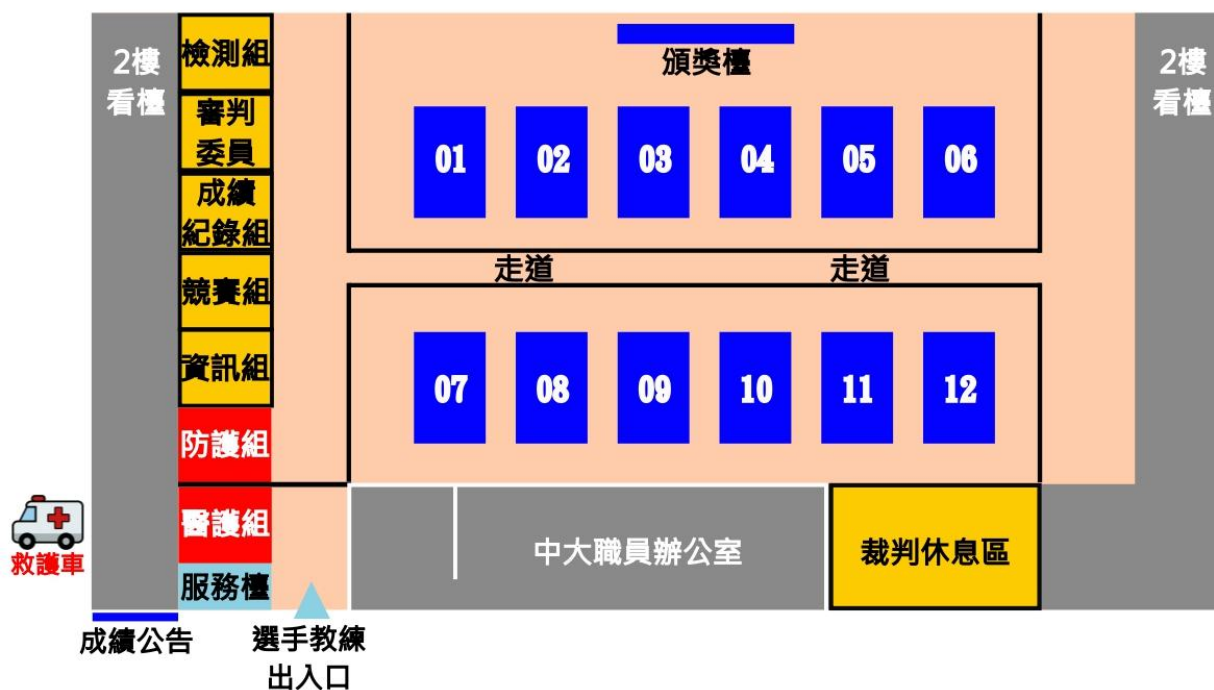 2樓
看檯
檢測組
審判
委員
成績
紀錄組
競賽組
資訊組
防護組
醫護組
服務檯
救護車
成績公告
選手教練
出入口
頒獎檯
01 02 03 04 05 06
走道 走道
07 08 09 10 11 12
中大職員辦公室
裁判休息區
2樓
看檯